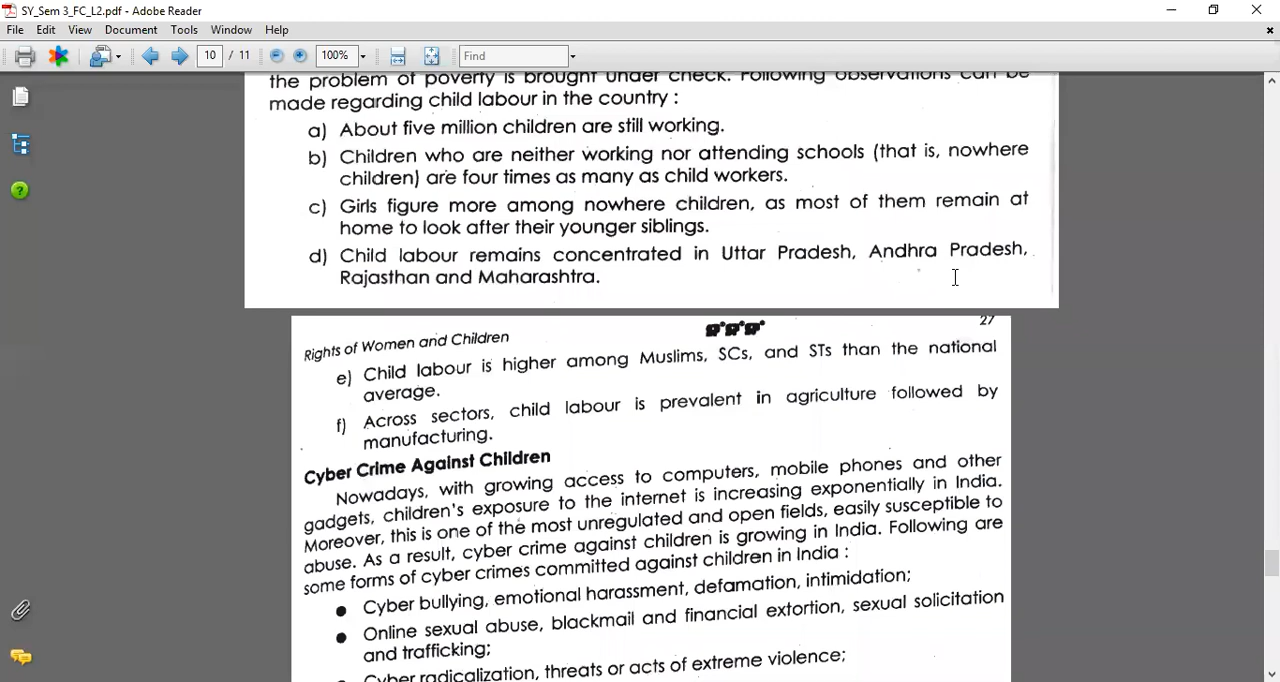 SY_Sem 3_FC_L2.pdf - Adobe Reader
File Edit View Document Tools Window Help
10 / 11 100% Find
the problem of poverty is brought under check. Following observations can be
made regarding child labour in the country :
a) About five million children are still working.
b) Children who are neither working nor attending schools (that is, nowhere
children) are four times as many as child workers.
c) Girls figure more among nowhere children, as most of them remain at
home to look after their younger siblings.
d) Child labour remains concentrated in Uttar Pradesh, Andhra Pradesh,
Rajasthan and Maharashtra.
Rights of Women and Children 27
e) Child labour is higher among Muslims, SCs, and STs than the national
average.
f) Across sectors, child labour is prevalent in agriculture followed by
manufacturing.
Cyber Crime Against Children
Nowadays, with growing access to computers, mobile phones and other
gadgets, children's exposure to the internet is increasing exponentially in India.
Moreover, this is one of the most unregulated and open fields, easily susceptible to
abuse. As a result, cyber crime against children is growing in India. Following are
some forms of cyber crimes committed against children in India :
● Cyber bullying, emotional harassment, defamation, intimidation;
● Online sexual abuse, blackmail and financial extortion, sexual solicitation
and trafficking;
● Cyber radicalization, threats or acts of extreme violence;